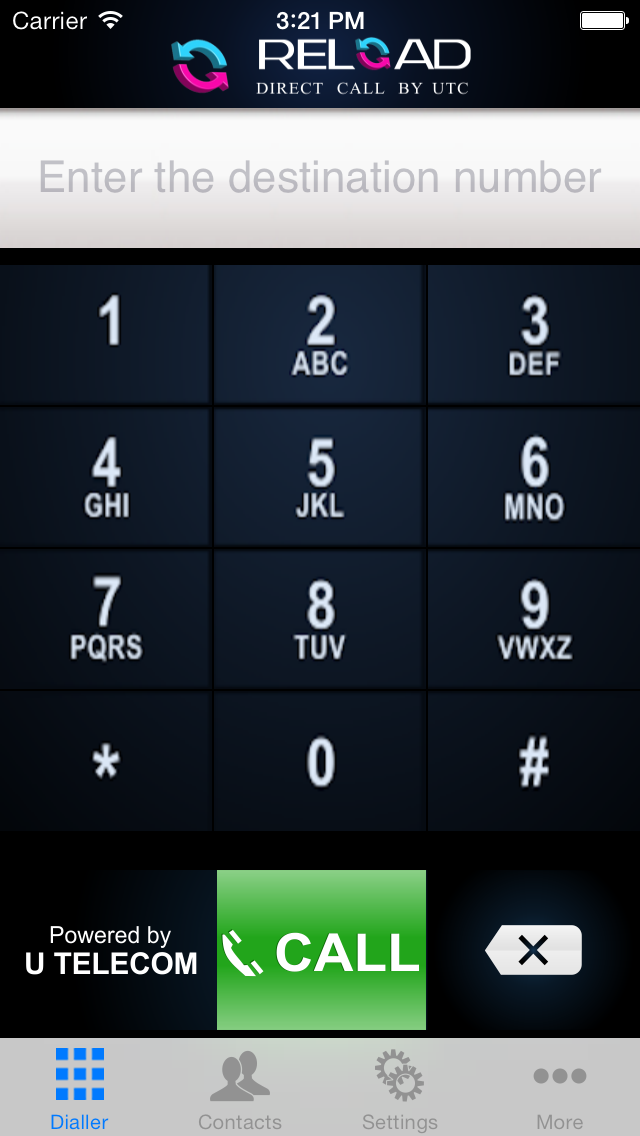 Carrier 3:21 PM
RELOAD
DIRECT CALL BY UTC
Enter the destination number
1 2 3
ABC DEF
4 5 6
GHI JKL MNO
7 8 9
PQRS TUV VWXZ
* 0 #
Powered by
U TELECOM
CALL
Dialler Contacts Settings More